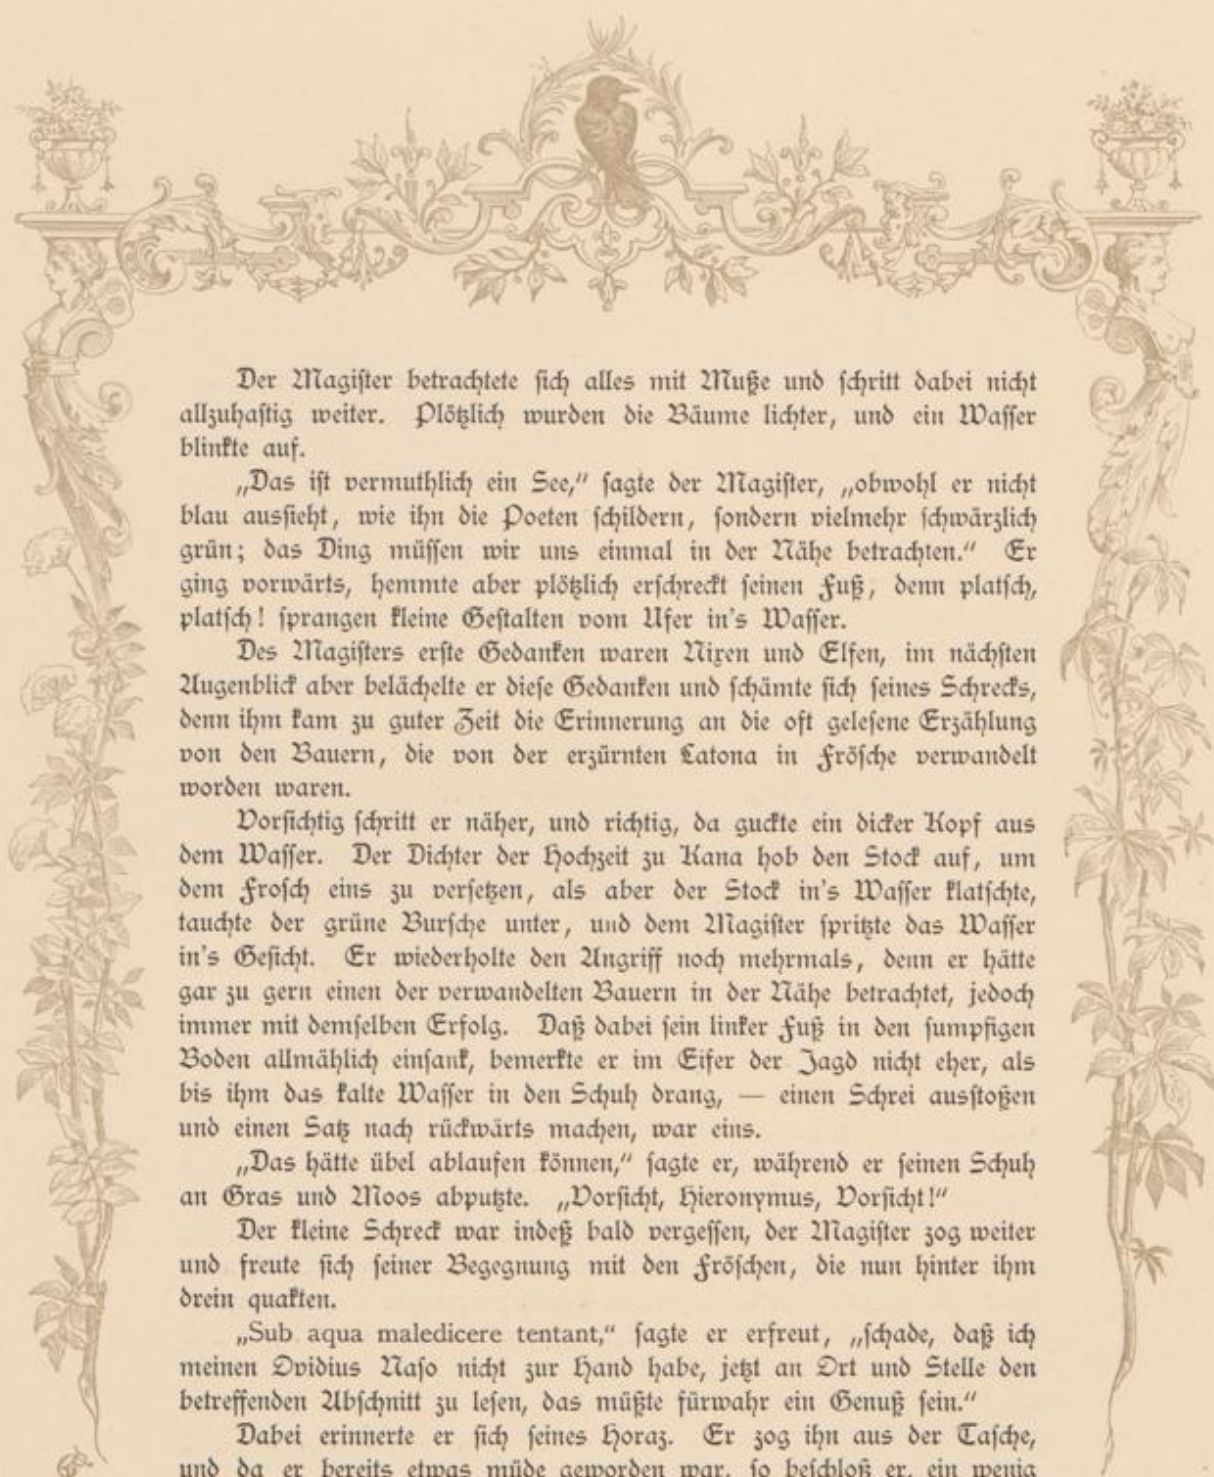 Der Magister betrachtete sich alles mit Muße und schritt dabei nicht
allzuhastig weiter. Plötzlich wurden die Bäume lichter, und ein Wasser
blinkte auf.
„Das ist vermuthlich ein See,“ sagte der Magister, „obwohl er nicht
blau aussieht, wie ihn die Poeten schildern, sondern vielmehr schwärzlich
grün; das Ding müssen wir uns einmal in der Nähe betrachten.“ Er
ging vorwärts, hemmte aber plötzlich erschreckt seinen Fuß, denn platsch,
platsch! sprangen kleine Gestalten vom Ufer in's Wasser.
Des Magisters erste Gedanken waren Nixen und Elfen, im nächsten
Augenblick aber belächelte er diese Gedanken und schämte sich seines Schrecks,
denn ihm kam zu guter Zeit die Erinnerung an die oft gelesene Erzählung
von den Bauern, die von der erzürnten Latona in Frösche verwandelt
worden waren.
Vorsichtig schritt er näher, und richtig, da guckte ein dicker Kopf aus
dem Wasser. Der Dichter der Hochzeit zu Kana hob den Stock auf, um
dem Frosch eins zu versetzen, als aber der Stock in's Wasser klatschte,
tauchte der grüne Bursche unter, und dem Magister spritzte das Wasser
in's Gesicht. Er wiederholte den Angriff noch mehrmals, denn er hätte
gar zu gern einen der verwandelten Bauern in der Nähe betrachtet, jedoch
immer mit demselben Erfolg. Daß dabei sein linker Fuß in den sumpfigen
Boden allmählich einsank, bemerkte er im Eifer der Jagd nicht eher, als
bis ihm das kalte Wasser in den Schuh drang, — einen Schrei ausstoßen
und einen Satz nach rückwärts machen, war eins.
„Das hätte übel ablaufen können,“ sagte er, während er seinen Schuh
an Gras und Moos abputzte. „Vorsicht, Hieronymus, Vorsicht!“
Der kleine Schreck war indeß bald vergessen, der Magister zog weiter
und freute sich seiner Begegnung mit den Fröschen, die nun hinter ihm
drein quakten.
„Sub aqua maledicere tentant,“ sagte er erfreut, „schade, daß ich
meinen Ovidius Naso nicht zur Hand habe, jetzt an Ort und Stelle den
betreffenden Abschnitt zu lesen, das müßte fürwahr ein Genuß sein.“
Dabei erinnerte er sich seines Horaz. Er zog ihn aus der Tasche,
und da er bereits etwas müde geworden war, so beschloß er, ein wenig